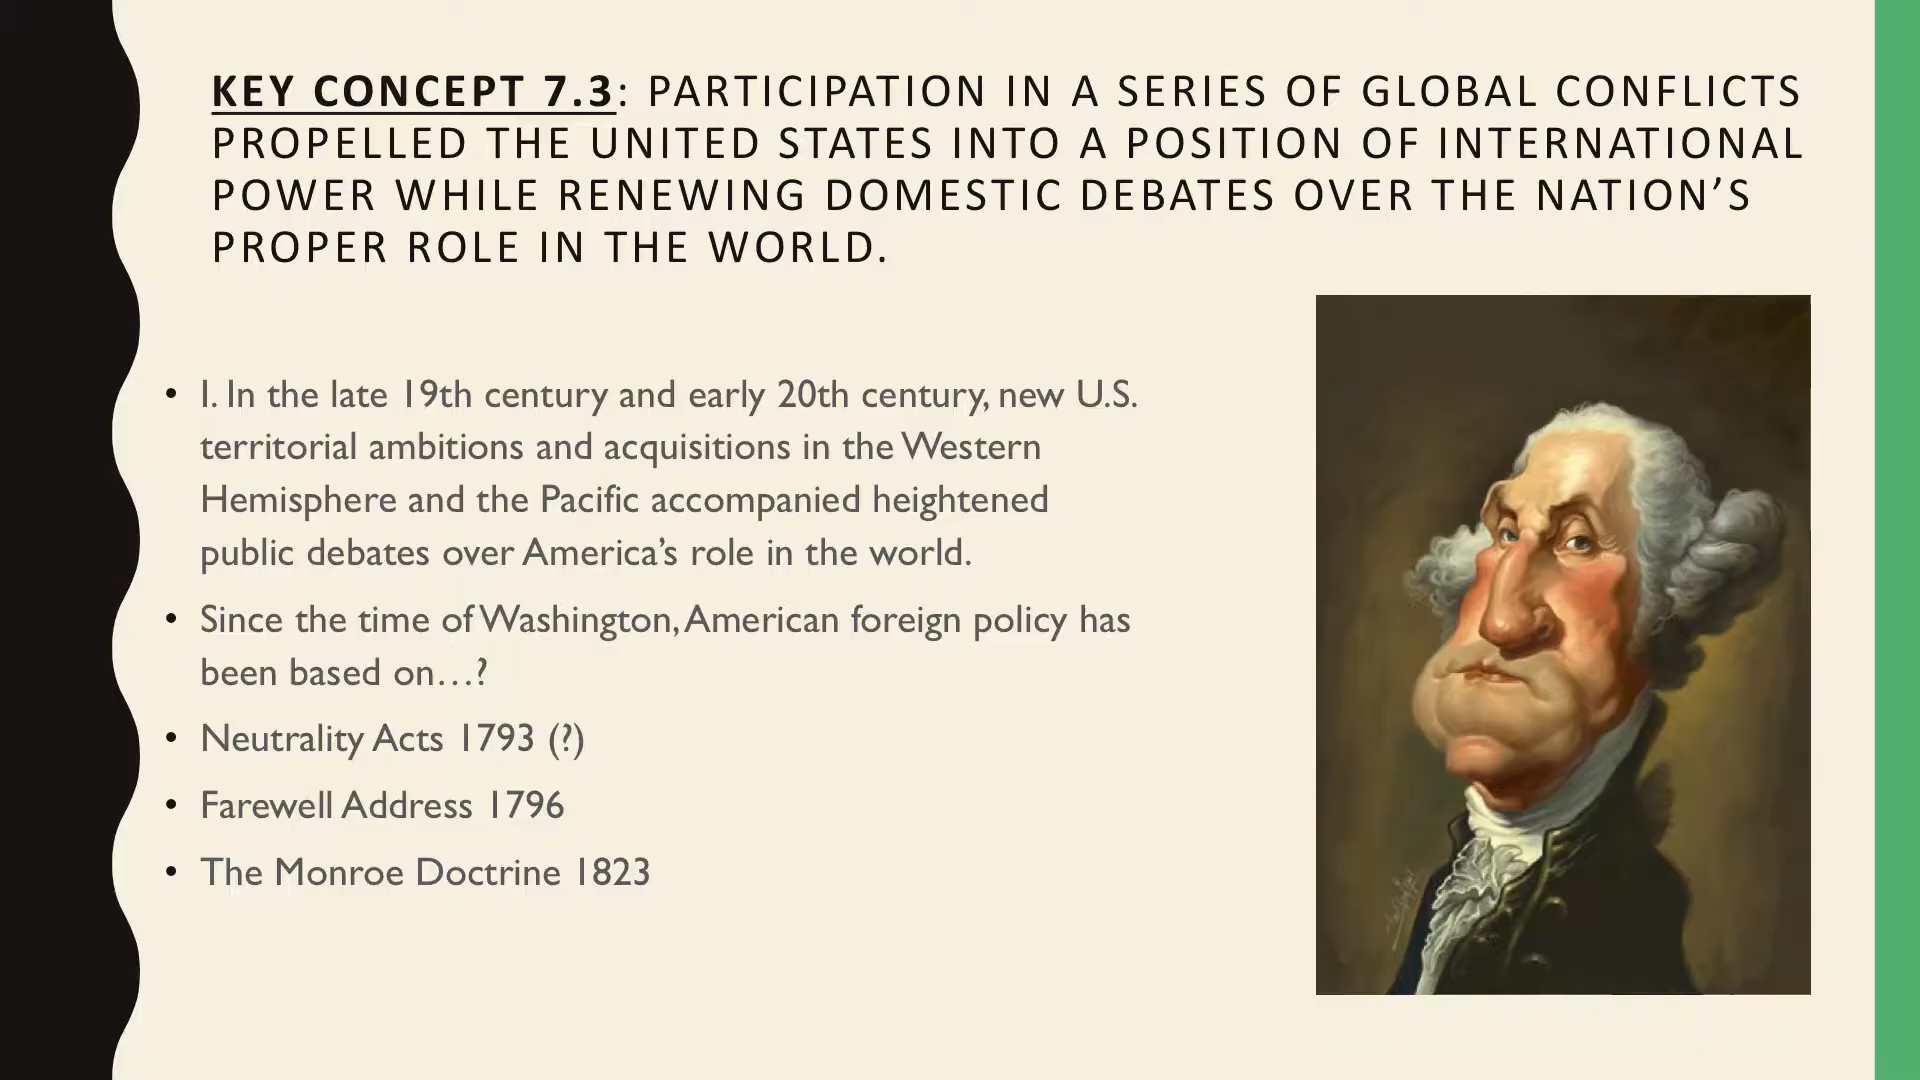 KEY CONCEPT 7.3: PARTICIPATION IN A SERIES OF GLOBAL CONFLICTS
PROPELLED THE UNITED STATES INTO A POSITION OF INTERNATIONAL
POWER WHILE RENEWING DOMESTIC DEBATES OVER THE NATION’S
PROPER ROLE IN THE WORLD.
• I. In the late 19th century and early 20th century, new U.S.
territorial ambitions and acquisitions in the Western
Hemisphere and the Pacific accompanied heightened
public debates over America’s role in the world.
• Since the time of Washington, American foreign policy has
been based on…?
• Neutrality Acts 1793 (?)
• Farewell Address 1796
• The Monroe Doctrine 1823